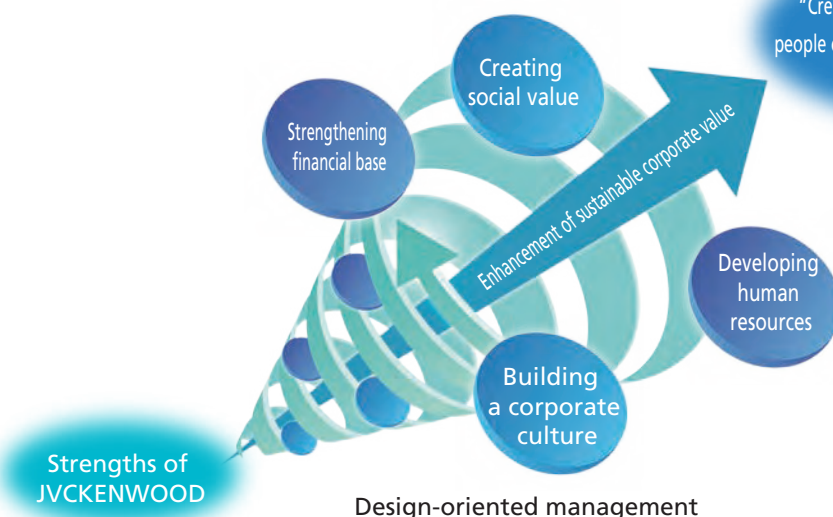 people
Creating
social value
Strengthening
financial base
Enhancement of sustainable corporate value
Developing
human
resources
Building
a corporate
culture
Strengths of
JVCKENWOOD
Design-oriented management